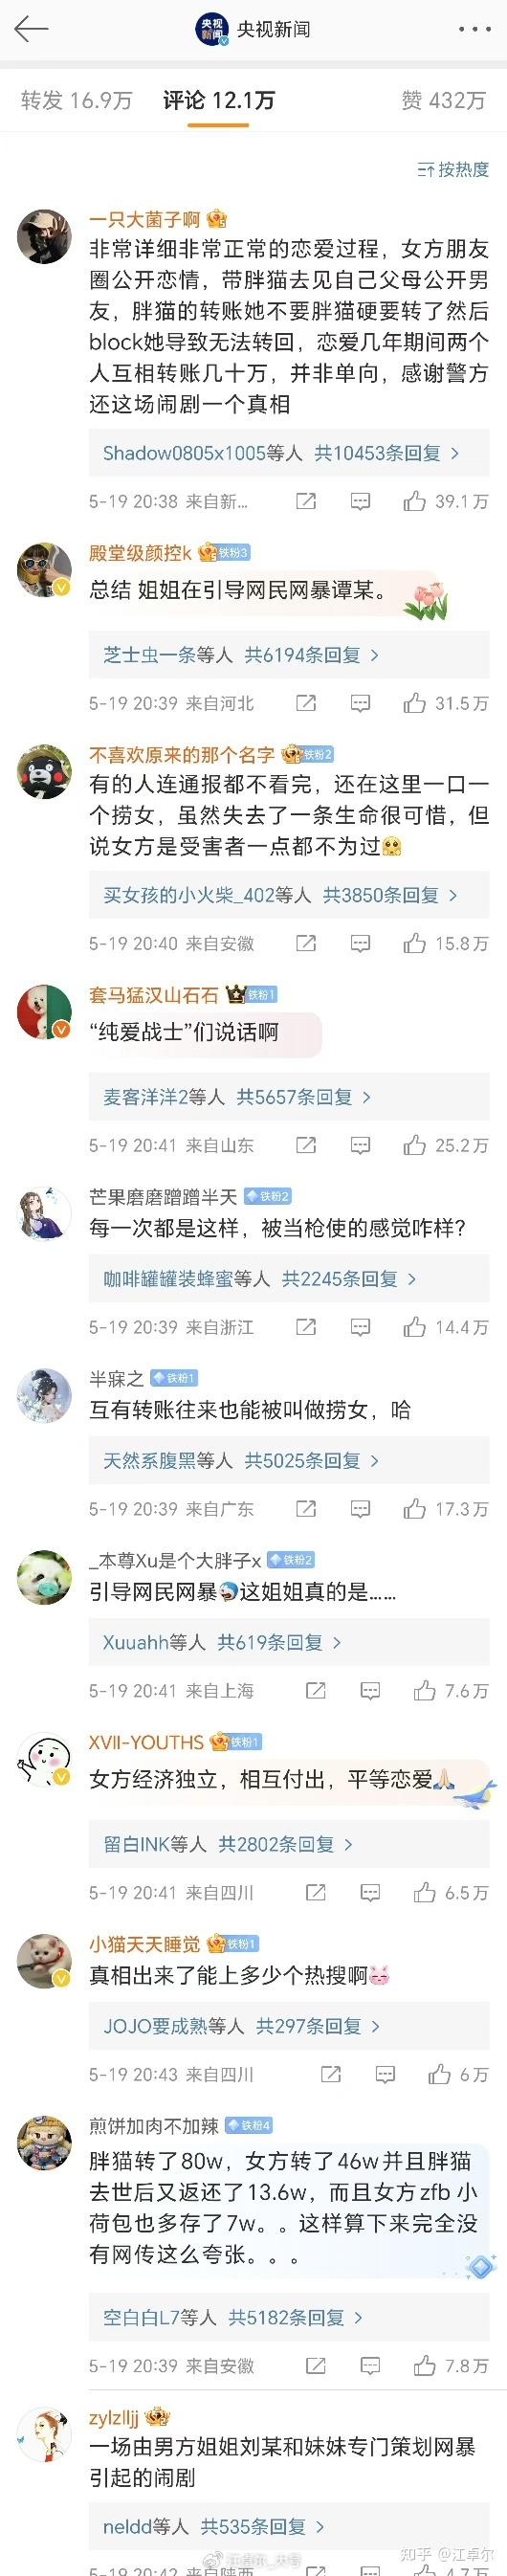 央视新闻
央视新闻
转发 16.9万 评论 12.1万 赞 432万
按热度
一只大菌子啊
非常详细非常正常的恋爱过程，女方朋友
圈公开恋情，带胖猫去见自己父母公开男
友，胖猫的转账她不要胖猫硬要转了然后
block她导致无法转回，恋爱几年期间两个
人互相转账几十万，并非单向，感谢警方
还这场闹剧一个真相
Shadow0805x1005等人 共10453条回复 >
5-19 20:38 来自新... 39.1万
殿堂级颜控k 铁粉3
总结 姐姐在引导网民网暴谭某。
芝士虫一条等人 共6194条回复 >
5-19 20:39 来自河北 31.5万
不喜欢原来的那个名字 铁粉2
有的人连通报都不看完，还在这里一口一
个捞女，虽然失去了一条生命很可惜，但
说女方是受害者一点都不为过
买女孩的小火柴_402等人 共3850条回复 >
5-19 20:40 来自安徽 15.8万
套马猛汉山石石 铁粉1
“纯爱战士”们说话啊
麦客洋洋2等人 共5657条回复 >
5-19 20:41 来自山东 25.2万
芒果磨磨蹭蹭半天 铁粉2
每一次都是这样，被当枪使的感觉咋样？
咖啡罐罐装蜂蜜等人 共2245条回复 >
5-19 20:39 来自浙江 14.4万
半寐之 铁粉1
互有转账往来也能被叫做捞女，哈
天然系腹黑等人 共5025条回复 >
5-19 20:39 来自广东 17.3万
_本尊Xu是个大胖子x 铁粉2
引导网民网暴这姐姐真的是……
Xuuahh等人 共619条回复 >
5-19 20:41 来自上海 7.6万
XVII-YOUTHS 铁粉1
女方经济独立，相互付出，平等恋爱
留白INK等人 共2802条回复 >
5-19 20:41 来自四川 6.5万
小猫天天睡觉 铁粉1
真相出来了能上多少个热搜啊
JOJO要成熟等人 共297条回复 >
5-19 20:43 来自四川 6万
煎饼加肉不加辣 铁粉4
胖猫转了80w，女方转了46w并且胖猫
去世后又返还了13.6w，而且女方zfb 小
荷包也多存了7w。。这样算下来完全没
有网传这么夸张。。。
空白白L7等人 共5182条回复 >
5-19 20:39 来自安徽 7.8万
zylzlljj
一场由男方姐姐刘某和妹妹专门策划网暴
引起的闹剧
neldd等人 共535条回复 >
5-19 20:42 来自陕西 4.7万
知乎 @江卓尔